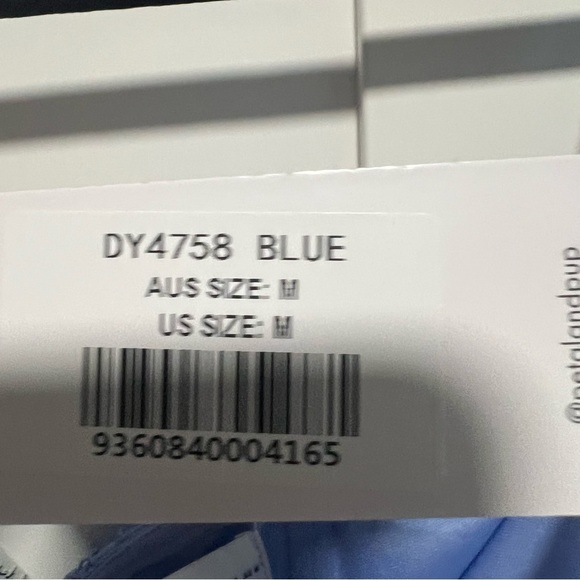 DY4758 BLUE
AUS SIZE: M
US SIZE: M
9360840004165
@petalandpup